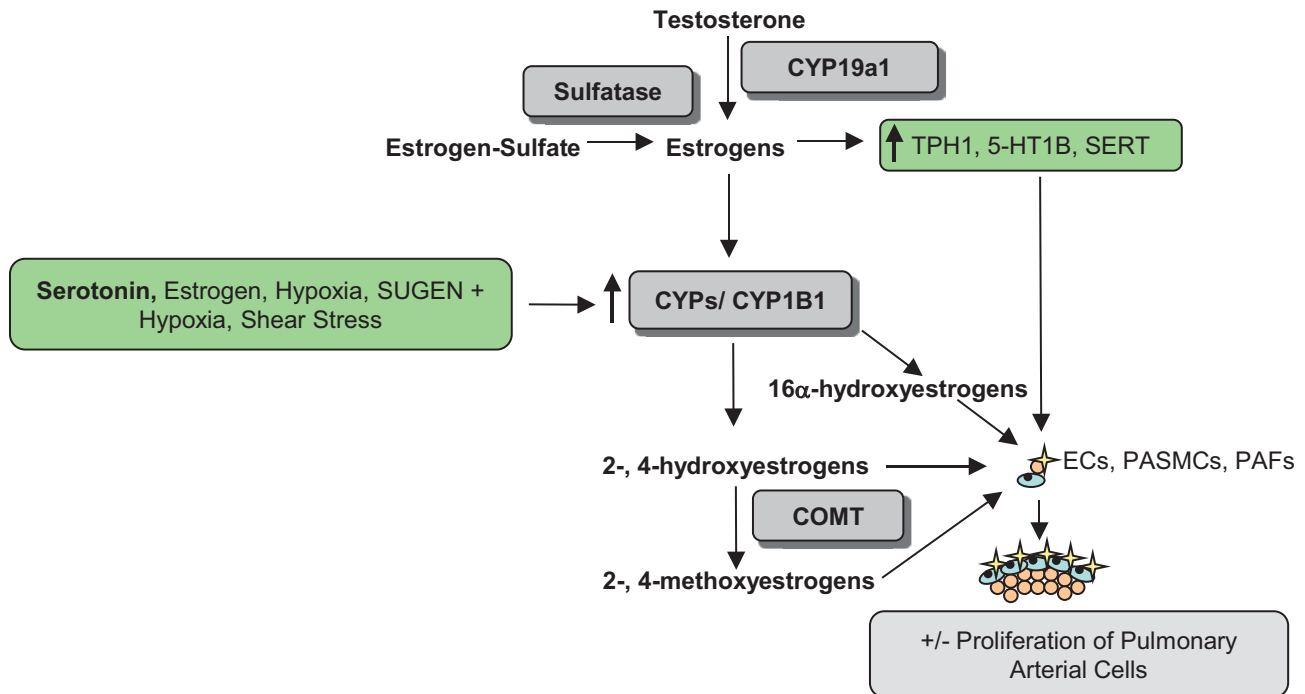 Testosterone
CYP19a1
Sulfatase
Estrogen-Sulfate
Estrogens
TPH1, 5-HT1B, SERT
Serotonin, Estrogen, Hypoxia, SUGEN +
Hypoxia, Shear Stress
CYPs/ CYP1B1
16α-hydroxyestrogens
2-, 4-hydroxyestrogens
ECs, PASMCs, PAFs
COMT
2-, 4-methoxyestrogens
+/- Proliferation of Pulmonary
Arterial Cells